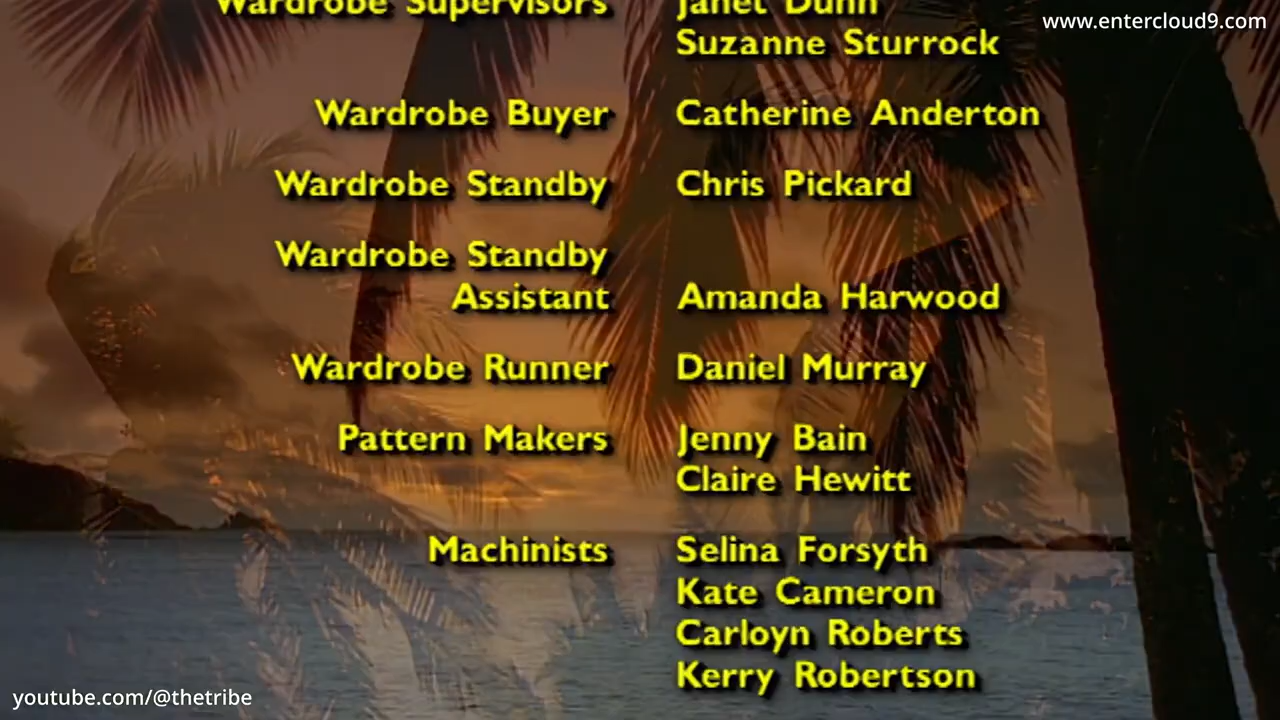 Wardrobe Supervisors Janet Dunn
www.entercloud9.com
Suzanne Sturrock
Wardrobe Buyer Catherine Anderton
Wardrobe Standby Chris Pickard
Wardrobe Standby
Assistant Amanda Harwood
Wardrobe Runner Daniel Murray
Pattern Makers Jenny Bain
Claire Hewitt
Machinists Selina Forsyth
Kate Cameron
Carloyn Roberts
Kerry Robertson
youtube.com/@thetribe